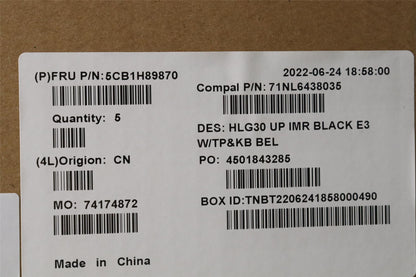 (P)FRU P/N:5CB1H89870
2022-06-24 18:58:00
Compal P/N: 71NL6438035
Quantity: 5
DES: HLG30 UP IMR BLACK E3
W/TP&KB BEL
(4L)Origion: CN
PO: 4501843285
MO: 74174872
BOX ID:TNBT2206241858000490
Made in China